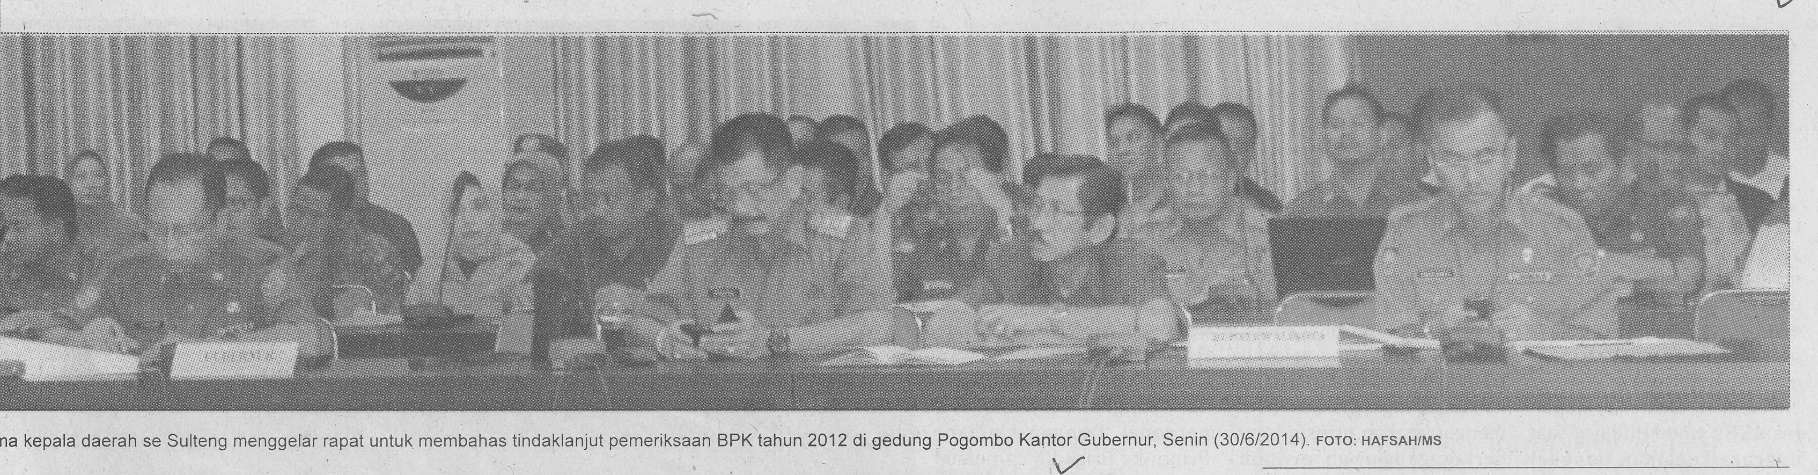 GUBERNUR
ma kepala daerah se Sulteng menggelar rapat untuk membahas tindaklanjut pemeriksaan BPK tahun 2012 di gedung Pogombo Kantor Gubernur, Senin (30/6/2014). FOTO: HAFSAH/MS